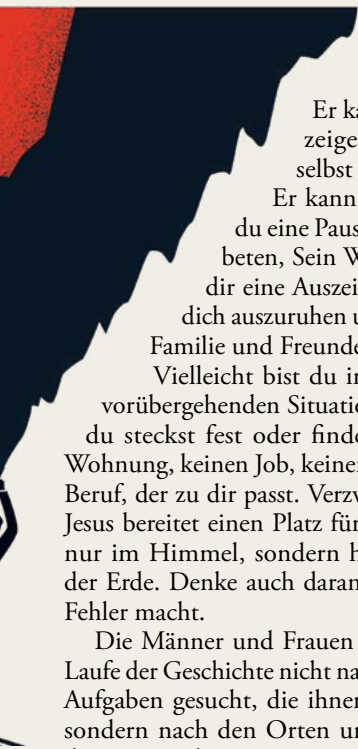 Er ka
zeige
selbst
Er kann
du eine Paus
beten, Sein W
dir eine Auszei
dich auszuruhen u
Familie und Freunde
Vielleicht bist du in
vorübergehenden Situatio
du steckst fest oder finde
Wohnung, keinen Job, keiner
Beruf, der zu dir passt. Verzw
Jesus bereitet einen Platz für
nur im Himmel, sondern h
der Erde. Denke auch daran
Fehler macht.
Die Männer und Frauen
Laufe der Geschichte nicht na
Aufgaben gesucht, die ihner
sondern nach den Orten un